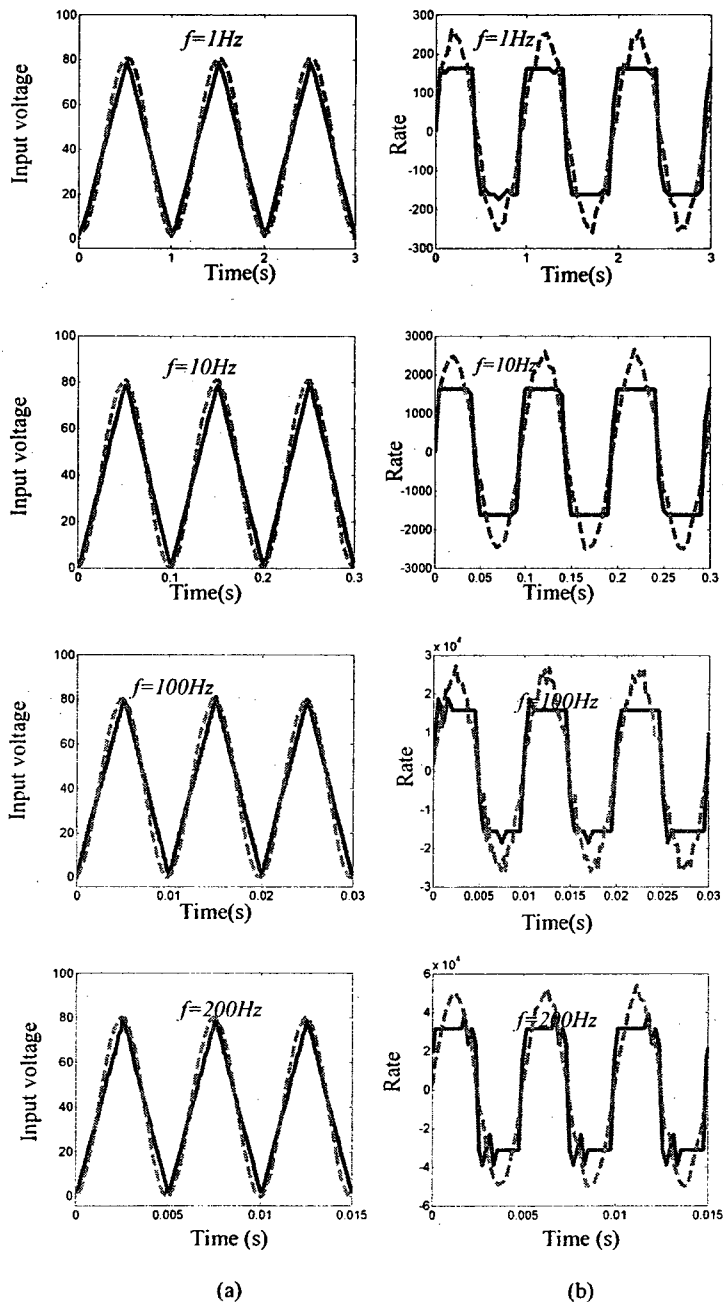 f=1Hz
100
80
60
40
20
0
Input voltage
0 1 2 3
Time(s)
f=1Hz
300
200
100
0
-100
-200
-300
Rate
0 1 2 3
Time(s)
f=10Hz
100
80
60
40
20
0
Input voltage
0 0.1 0.2 0.3
Time(s)
f=10Hz
3000
2000
1000
0
-1000
-2000
-3000
Rate
0 0.05 0.1 0.15 0.2 0.25 0.3
Time(s)
f=100Hz
100
80
60
40
20
0
Input voltage
0 0.01 0.02 0.03
Time(s)
x 10⁴
f=100Hz
3
2
1
0
-1
-2
-3
Rate
0 0.005 0.01 0.015 0.02 0.025 0.03
Time(s)
f=200Hz
100
80
60
40
20
0
Input voltage
0 0.005 0.01 0.015
Time (s)
x 10⁴
f=200Hz
6
4
2
0
-2
-4
-6
Rate
0 0.005 0.01 0.015
Time (s)
(a) (b)